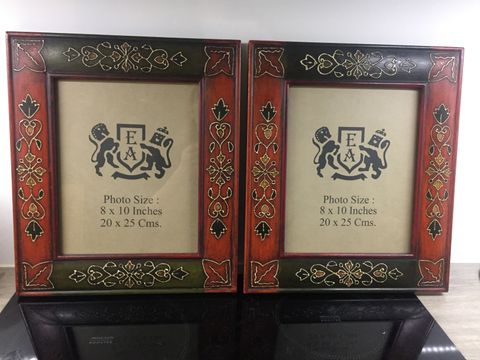 E
A
Photo Size :
8 x 10 Inches
20 x 25 Cms.
E
A
Photo Size :
8 x 10 Inches
20 x 25 Cms.